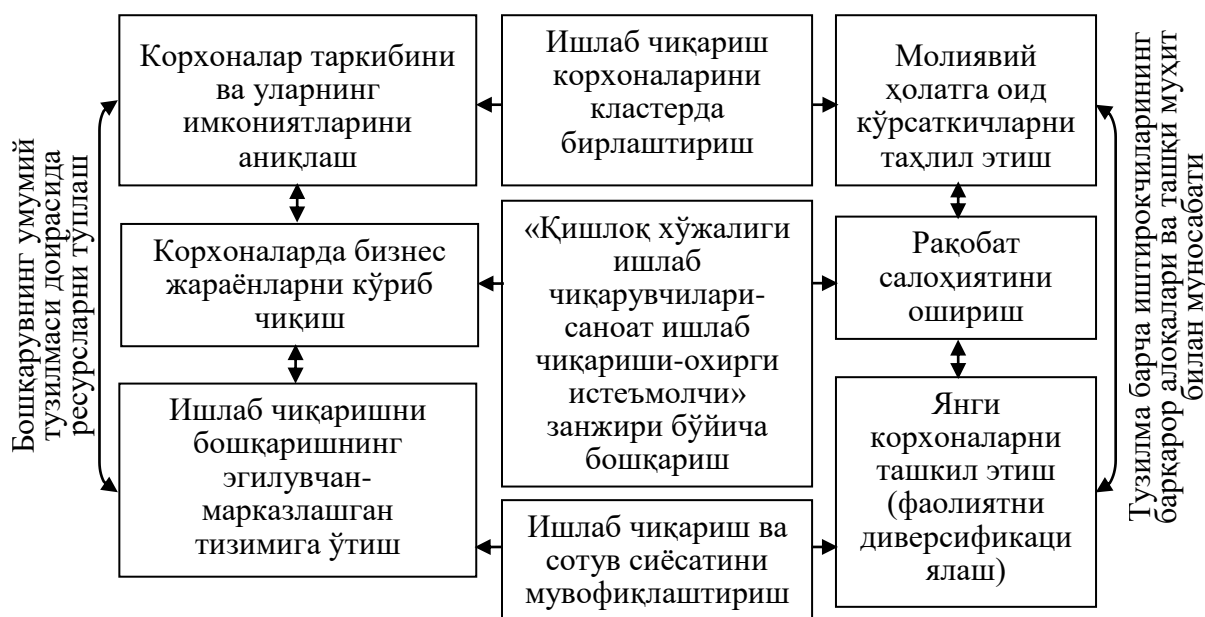 Бошқарувнинг умумий
тузилмаси доирасида
ресурсларни тўплаш
Корхоналар таркибини
ва уларнинг
имкониятларини
аниқлаш
Корхоналарда бизнес
жараёнларни кўриб
чиқиш
Ишлаб чиқаришни
бошқаришнинг
эгилувчан-
марказлашган
тизимига ўтиш
Ишлаб чиқариш
корхоналарини
кластерда
бирлаштириш
«Қишлоқ хўжалиги
ишлаб
чиқарувчилари-
саноат ишлаб
чиқариши-охирги
истеъмолчи»
занжири бўйича
бошқариш
Ишлаб чиқариш ва
сотув сиёсатини
мувофиқлаштириш
Молиявий
ҳолатга оид
кўрсаткичларни
таҳлил этиш
Рақобат
салоҳиятини
ошириш
Янги
корхоналарни
ташкил этиш
(фаолиятни
диверсификаци
ялаш)
Тузилма барча иштирокчиларининг
барқарор алоқалари ва ташқи муҳит
билан муносабати